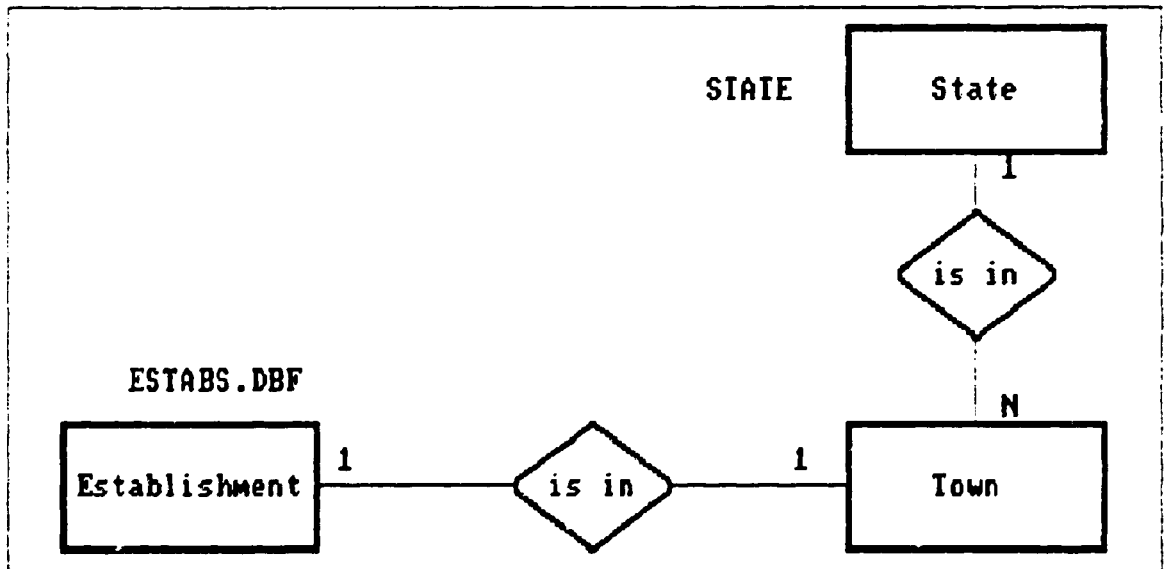 STATE State
1
is in
ESTABS.DBF
N
Establishment 1 is in 1 Town